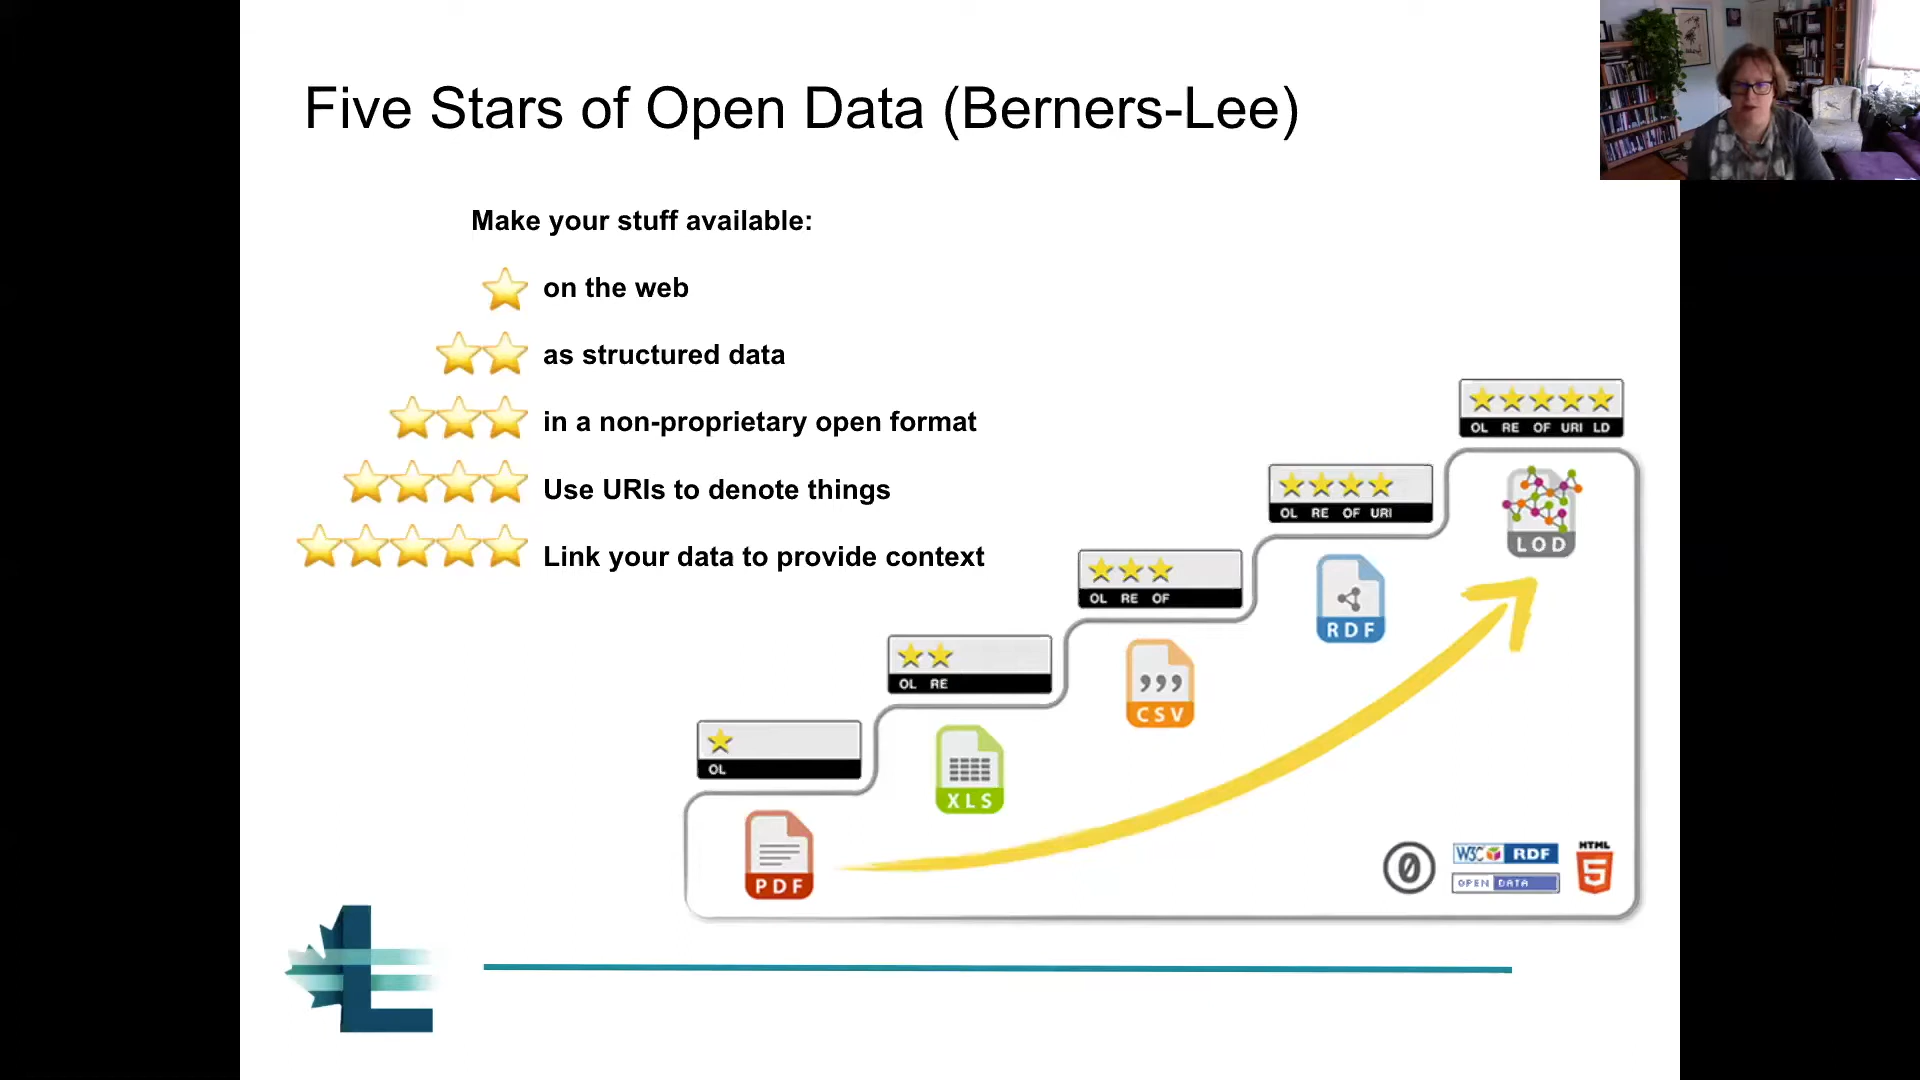 Five Stars of Open Data (Berners-Lee)
Make your stuff available:
on the web
as structured data
in a non-proprietary open format
Use URIs to denote things
Link your data to provide context
OL RE OF URI LD
LOD
OL RE OF URI
RDF
OL RE OF
CSV
OL RE
XLS
OL
PDF
0
W3C RDF
OPEN DATA
HTML
5
L